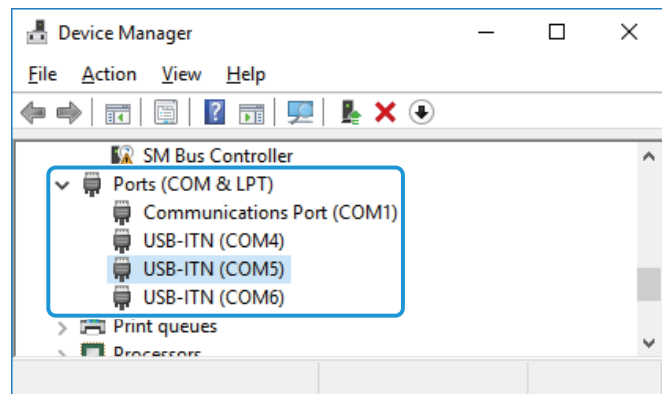 Device Manager
File Action View Help
SM Bus Controller
Ports (COM & LPT)
Communications Port (COM1)
USB-ITN (COM4)
USB-ITN (COM5)
USB-ITN (COM6)
Print queues
Processors